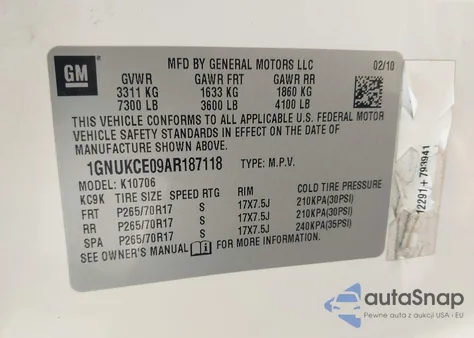 GM
MFD BY GENERAL MOTORS LLC 02/10
GVWR GAWR FRT GAWR RR
3311 KG 1633 KG 1860 KG
7300 LB 3600 LB 4100 LB
THIS VEHICLE CONFORMS TO ALL APPLICABLE U.S. FEDERAL MOTOR
VEHICLE SAFETY STANDARDS IN EFFECT ON THE DATE OF
MANUFACTURE SHOWN ABOVE.
1GNUKCE09AR187118 TYPE: M.P.V.
MODEL: K10706
KC9K TIRE SIZE SPEED RTG RIM COLD TIRE PRESSURE
FRT P265/70R17 S 17X7.5J 210KPA(30PSI)
RR P265/70R17 S 17X7.5J 210KPA(30PSI)
SPA P265/70R17 S 17X7.5J 240KPA(35PSI)
SEE OWNER'S MANUAL i FOR MORE INFORMATION.
12291+793941
autaSnap
Pewne auta z aukcji USA i EU